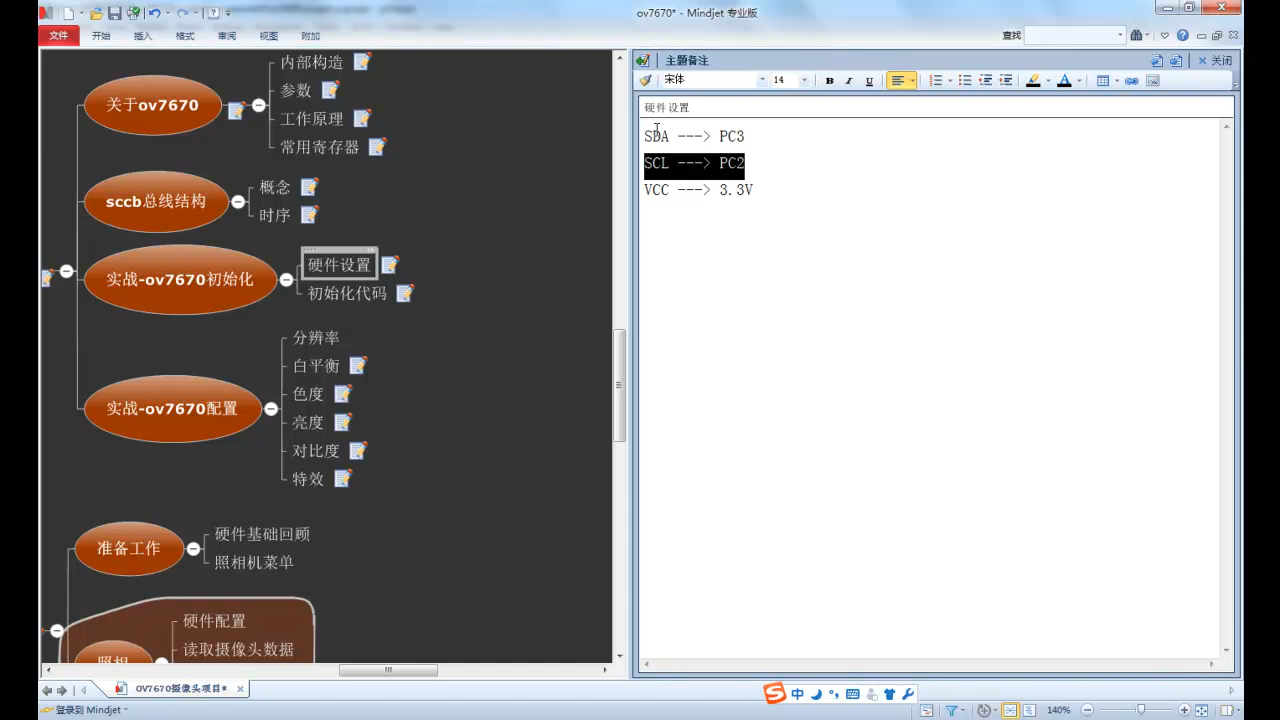 ov7670* - Mindjet 专业版
文件
开始
插入
格式
审阅
视图
附加
查找
关于ov7670
内部构造
参数
工作原理
常用寄存器
sccb总线结构
概念
时序
实战-ov7670初始化
硬件设置
初始化代码
实战-ov7670配置
分辨率
白平衡
色度
亮度
对比度
特效
准备工作
硬件基础回顾
照相机菜单
照相
硬件配置
读取摄像头数据
主题备注
关闭
宋体
14
硬件设置
SDA ---> PC3
SCL ---> PC2
VCC ---> 3.3V
OV7670摄像头项目*
中
登录到 Mindjet
140%